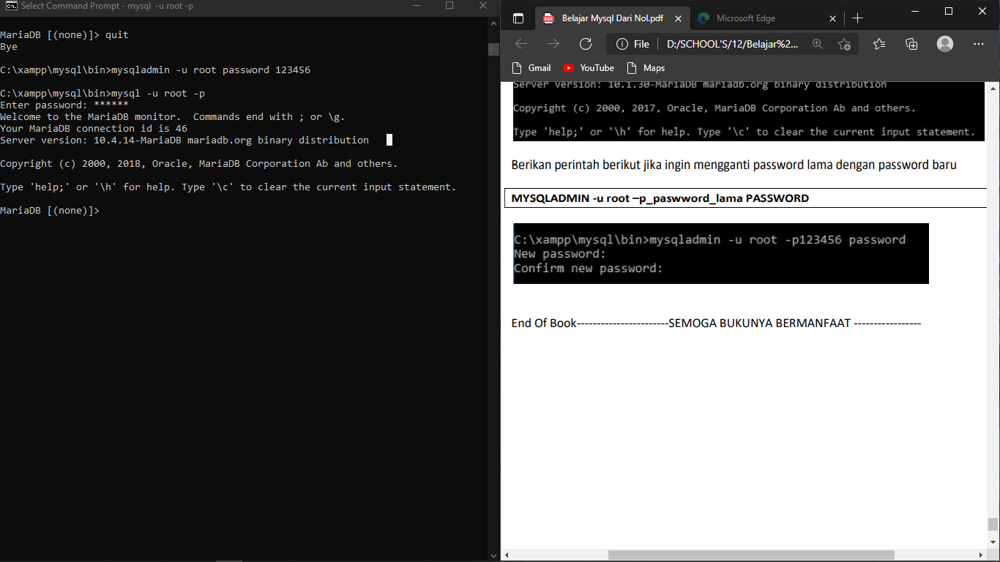 Select Command Prompt - mysql -u root -p
MariaDB [(none)]> quit
Bye
C:\xampp\mysql\bin>mysqladmin -u root password 123456
C:\xampp\mysql\bin>mysql -u root -p
Enter password: ******
Welcome to the MariaDB monitor.  Commands end with ; or \g.
Your MariaDB connection id is 46
Server version: 10.4.14-MariaDB mariadb.org binary distribution
Copyright (c) 2000, 2018, Oracle, MariaDB Corporation Ab and others.
Type 'help;' or '\h' for help. Type '\c' to clear the current input statement.
MariaDB [(none)]>
Belajar Mysql Dari Nol.pdf
Microsoft Edge
File
D:/SCHOOL'S/12/Belajar%2...
Gmail
YouTube
Maps
Server version: 10.1.30-MariaDB mariadb.org binary distribution
Copyright (c) 2000, 2017, Oracle, MariaDB Corporation Ab and others.
Type 'help;' or '\h' for help. Type '\c' to clear the current input statement.
Berikan perintah berikut jika ingin mengganti password lama dengan password baru
MYSQLADMIN -u root –p_paswword_lama PASSWORD
C:\xampp\mysql\bin>mysqladmin -u root -p123456 password
New password:
Confirm new password:
End Of Book-----------------------SEMOGA BUKUNYA BERMANFAAT -----------------